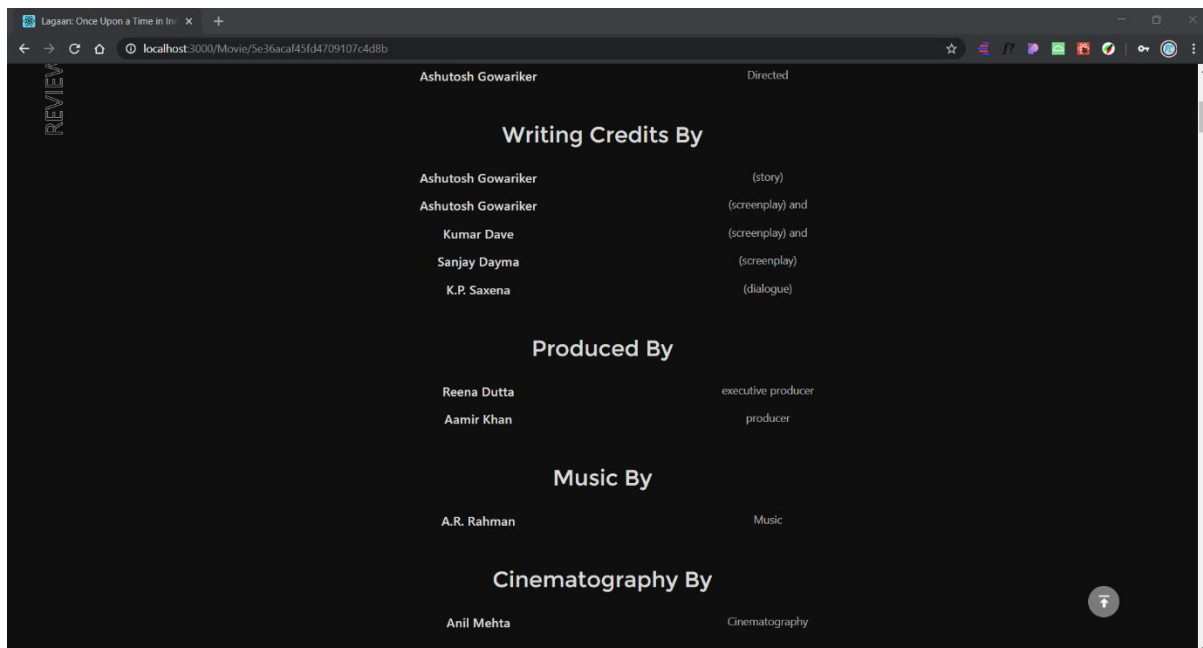 Lagaan: Once Upon a Time in Inc
localhost:3000/Movie/5e36acaf45fd4709107c4d8b
REVIEW
Ashutosh Gowariker Directed
Writing Credits By
Ashutosh Gowariker (story)
Ashutosh Gowariker (screenplay) and
Kumar Dave (screenplay) and
Sanjay Dayma (screenplay)
K.P. Saxena (dialogue)
Produced By
Reena Dutta executive producer
Aamir Khan producer
Music By
A.R. Rahman Music
Cinematography By
Anil Mehta Cinematography